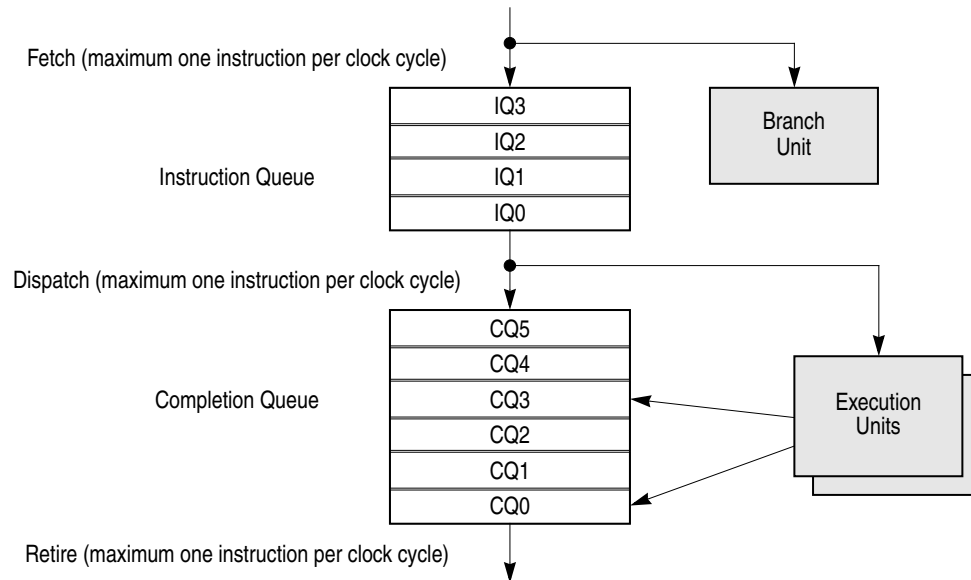 Fetch (maximum one instruction per clock cycle)
IQ3
IQ2
IQ1
IQ0
Instruction Queue
Branch
Unit
Dispatch (maximum one instruction per clock cycle)
CQ5
CQ4
CQ3
CQ2
CQ1
CQ0
Completion Queue
Execution
Units
Retire (maximum one instruction per clock cycle)